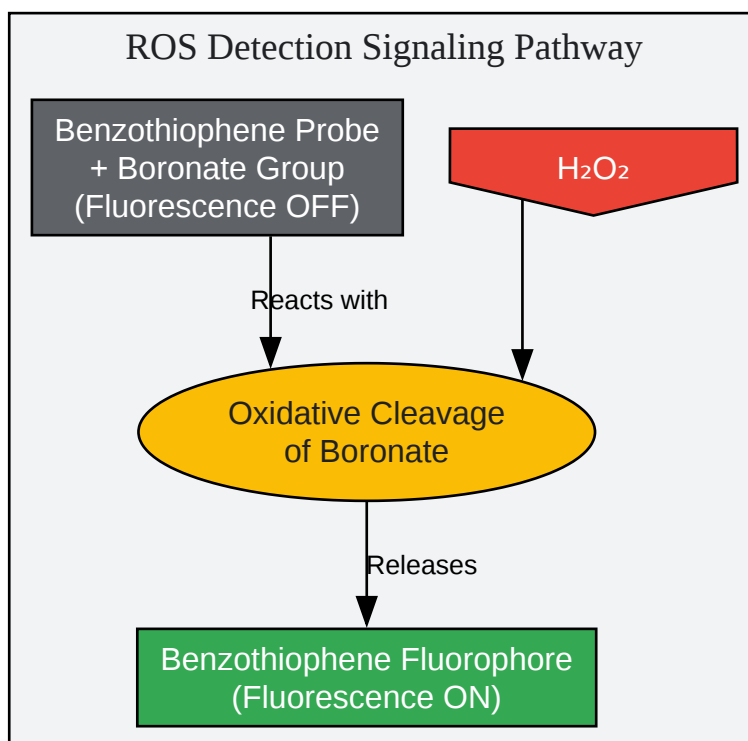 ROS Detection Signaling Pathway
Benzothiophene Probe
+ Boronate Group
(Fluorescence OFF)
H₂O₂
Reacts with
Oxidative Cleavage
of Boronate
Releases
Benzothiophene Fluorophore
(Fluorescence ON)